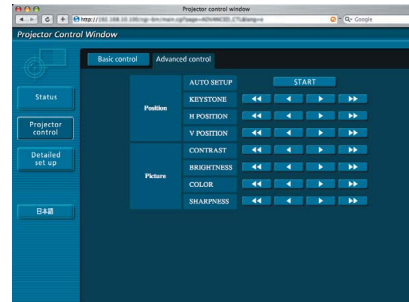 Projector control window
Google
Projector Control Window
Basic control
Advanced control
Status
Projector
control
Detailed
set up
日本語
Position
AUTO SETUP
START
KEYSTONE
H POSITION
V POSITION
Picture
CONTRAST
BRIGHTNESS
COLOR
SHARPNESS